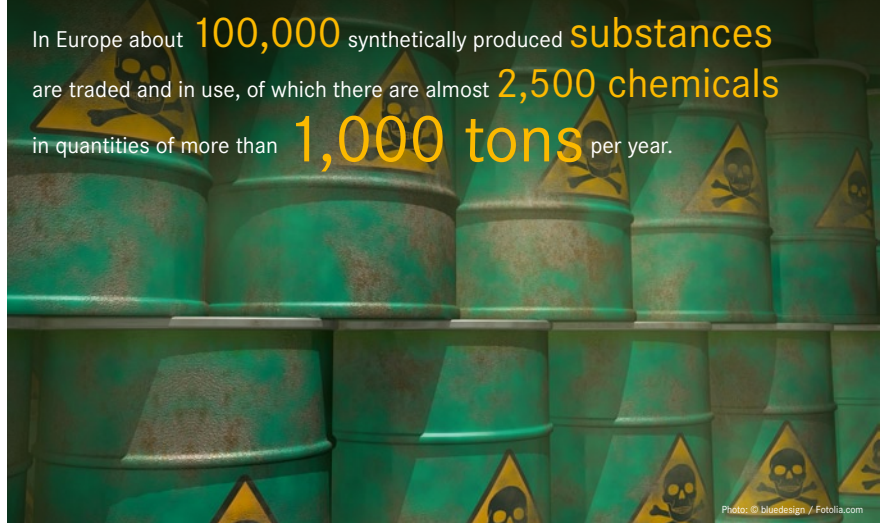 In Europe about 100,000 synthetically produced substances
are traded and in use, of which there are almost 2,500 chemicals
in quantities of more than 1,000 tons per year.
Photo: © bluedesign / Fotolia.com